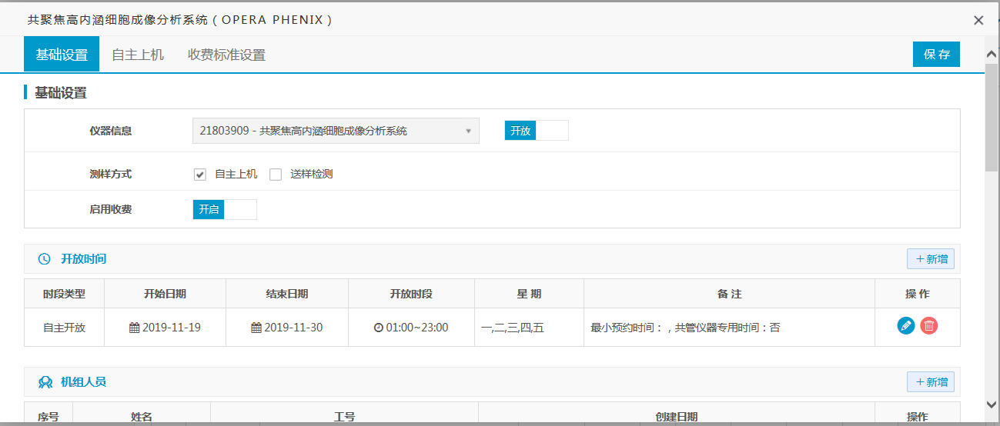 共聚焦高内涵细胞成像分析系统 ( OPERA PHENIX )
基础设置 自主上机 收费标准设置 保 存
基础设置
仪器信息 21803909 - 共聚焦高内涵细胞成像分析系统 开放
测样方式 自主上机 送样检测
启用收费 开启
开放时间 ＋新增
时段类型 开始日期 结束日期 开放时段 星 期 备 注 操 作
自主开放 2019-11-19 2019-11-30 01:00~23:00 一,二,三,四,五 最小预约时间：，共管仪器专用时间：否
机组人员 ＋新增
序号 姓名 工号 创建日期 操作